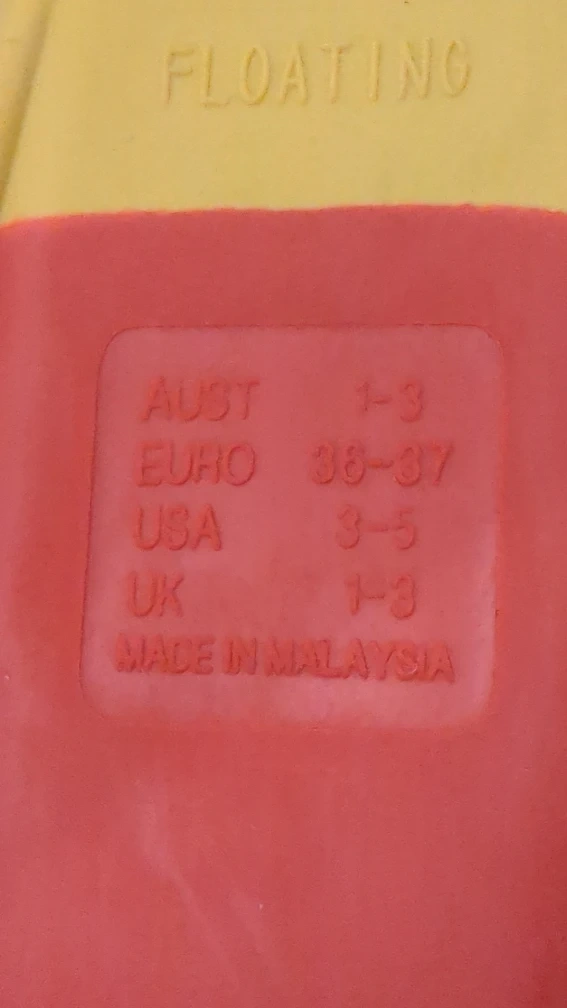 FLOATING
AUST 1-3
EURO 36-37
USA 3-5
UK 1-3
MADE IN MALAYSIA